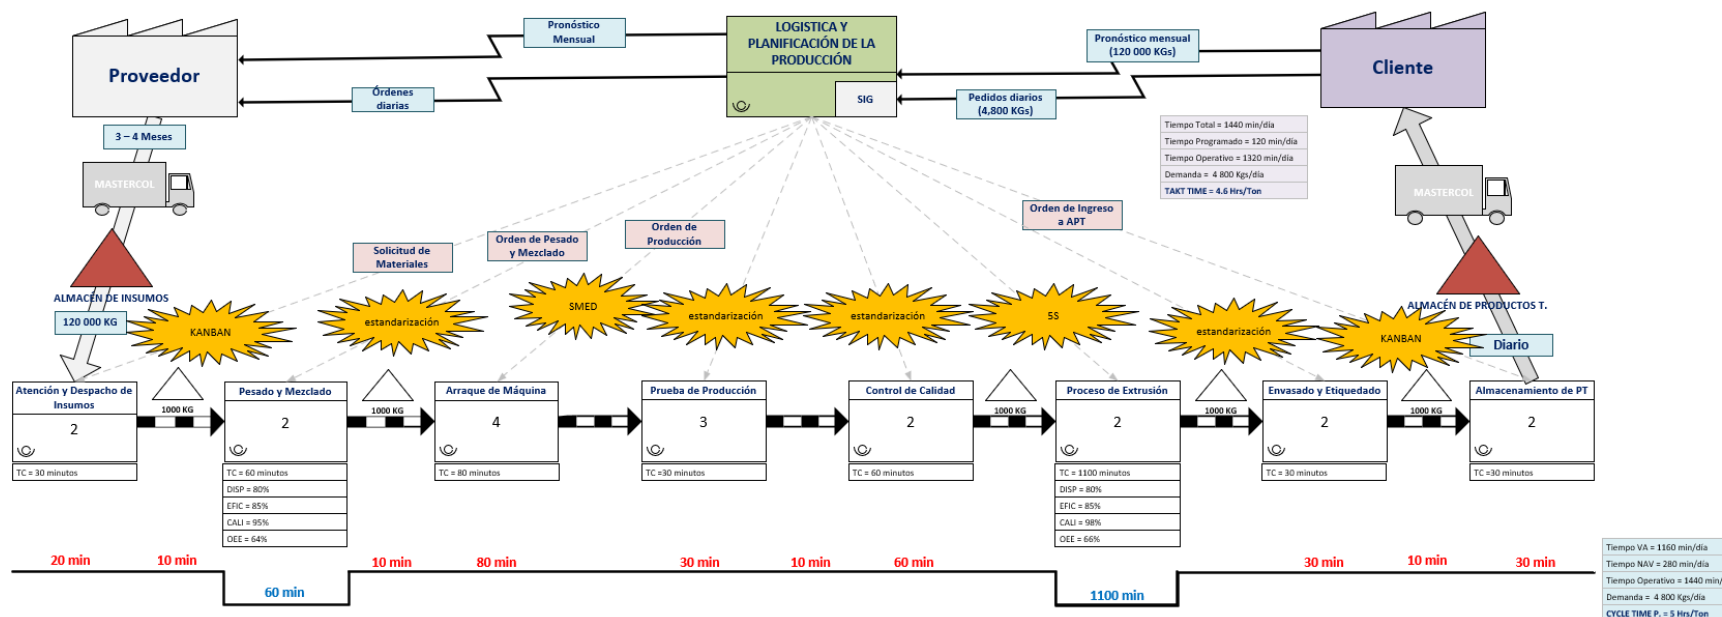 Proveedor
Pronóstico
Mensual
Órdenes
diarias
LOGISTICA Y
PLANIFICACIÓN DE LA
PRODUCCIÓN
SIG
Pronóstico mensual
(120 000 KGs)
Pedidos diarios
(4,800 KGs)
Cliente
3 – 4 Meses
MASTERCOL
Tiempo Total = 1440 min/día
Tiempo Programado = 120 min/día
Tiempo Operativo = 1320 min/día
Demanda = 4 800 Kgs/día
TAKT TIME = 4.6 Hrs/Ton
MASTERCOL
Solicitud de
Materiales
Orden de Pesado
y Mezclado
Orden de
Producción
Orden de Ingreso
a APT
ALMACÉN DE INSUMOS
120 000 KG
ALMACÉN DE PRODUCTOS T.
Diario
KANBAN
estandarización
SMED
estandarización
estandarización
5S
estandarización
KANBAN
Atención y Despacho de
Insumos
2
TC = 30 minutos
1000 KG
Pesado y Mezclado
2
TC = 60 minutos
DISP = 80%
EFIC = 85%
CALI = 95%
OEE = 64%
1000 KG
Arraque de Máquina
4
TC = 80 minutos
Prueba de Producción
3
TC =30 minutos
Control de Calidad
2
TC = 60 minutos
1000 KG
Proceso de Extrusión
2
TC = 1100 minutos
DISP = 80%
EFIC = 85%
CALI = 98%
OEE = 66%
1000 KG
Envasado y Etiquedado
2
TC = 30 minutos
1000 KG
Almacenamiento de PT
2
TC =30 minutos
20 min
10 min
60 min
10 min
80 min
30 min
10 min
60 min
1100 min
30 min
10 min
30 min
Tiempo VA = 1160 min/día
Tiempo NAV = 280 min/día
Tiempo Operativo = 1440 min/
Demanda = 4 800 Kgs/día
CYCLE TIME P. = 5 Hrs/Ton